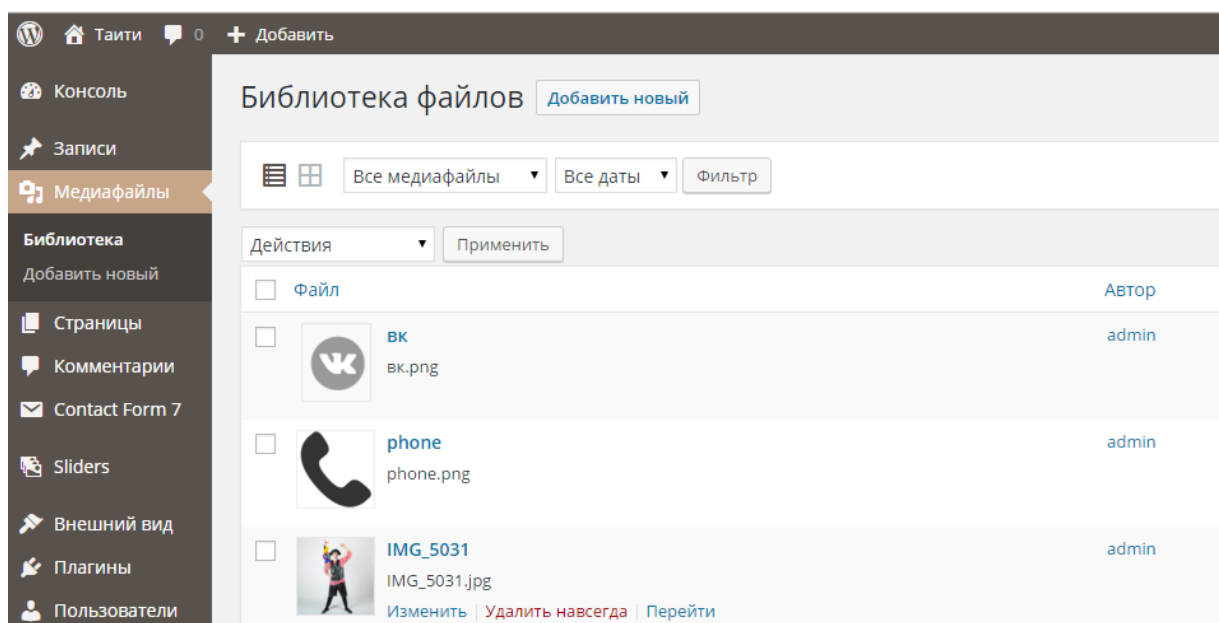 Таити 0 Добавить
Консоль
Записи
Медиафайлы
Библиотека
Добавить новый
Страницы
Комментарии
Contact Form 7
Sliders
Внешний вид
Плагины
Пользователи
Библиотека файлов Добавить новый
Все медиафайлы Все даты Фильтр
Действия Применить
Файл Автор
вк admin
вк.png
phone admin
phone.png
IMG_5031 admin
IMG_5031.jpg
Изменить | Удалить навсегда | Перейти